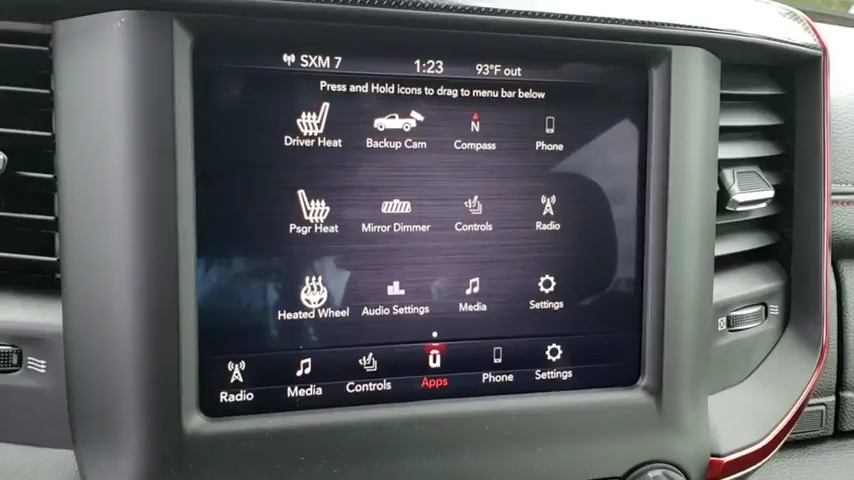 SXM 7 1:23 93°F out
Press and Hold icons to drag to menu bar below
N
Driver Heat Backup Cam Compass Phone
Psgr Heat Mirror Dimmer Controls Radio
Heated Wheel Audio Settings Media Settings
Radio Media Controls Apps Phone Settings